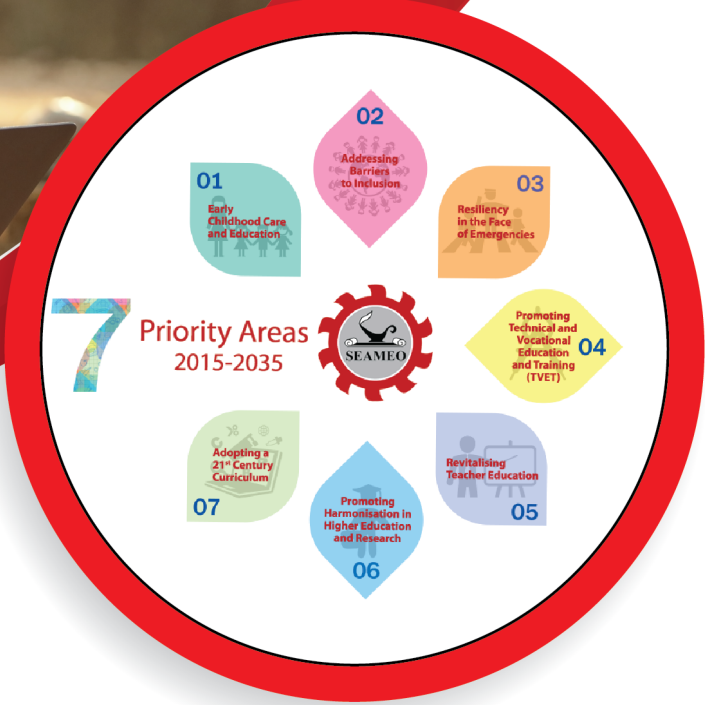 01
Early
Childhood Care
and Education
02
Addressing
Barriers
to Inclusion
03
Resiliency
in the Face
of Emergencies
7 Priority Areas
2015-2035
SEAMEO
Promoting
Technical and
Vocational
Education
and Training
(TVET)
04
Revitalising
Teacher Education
05
Promoting
Harmonisation in
Higher Education
and Research
06
Adopting a
21st Century
Curriculum
07